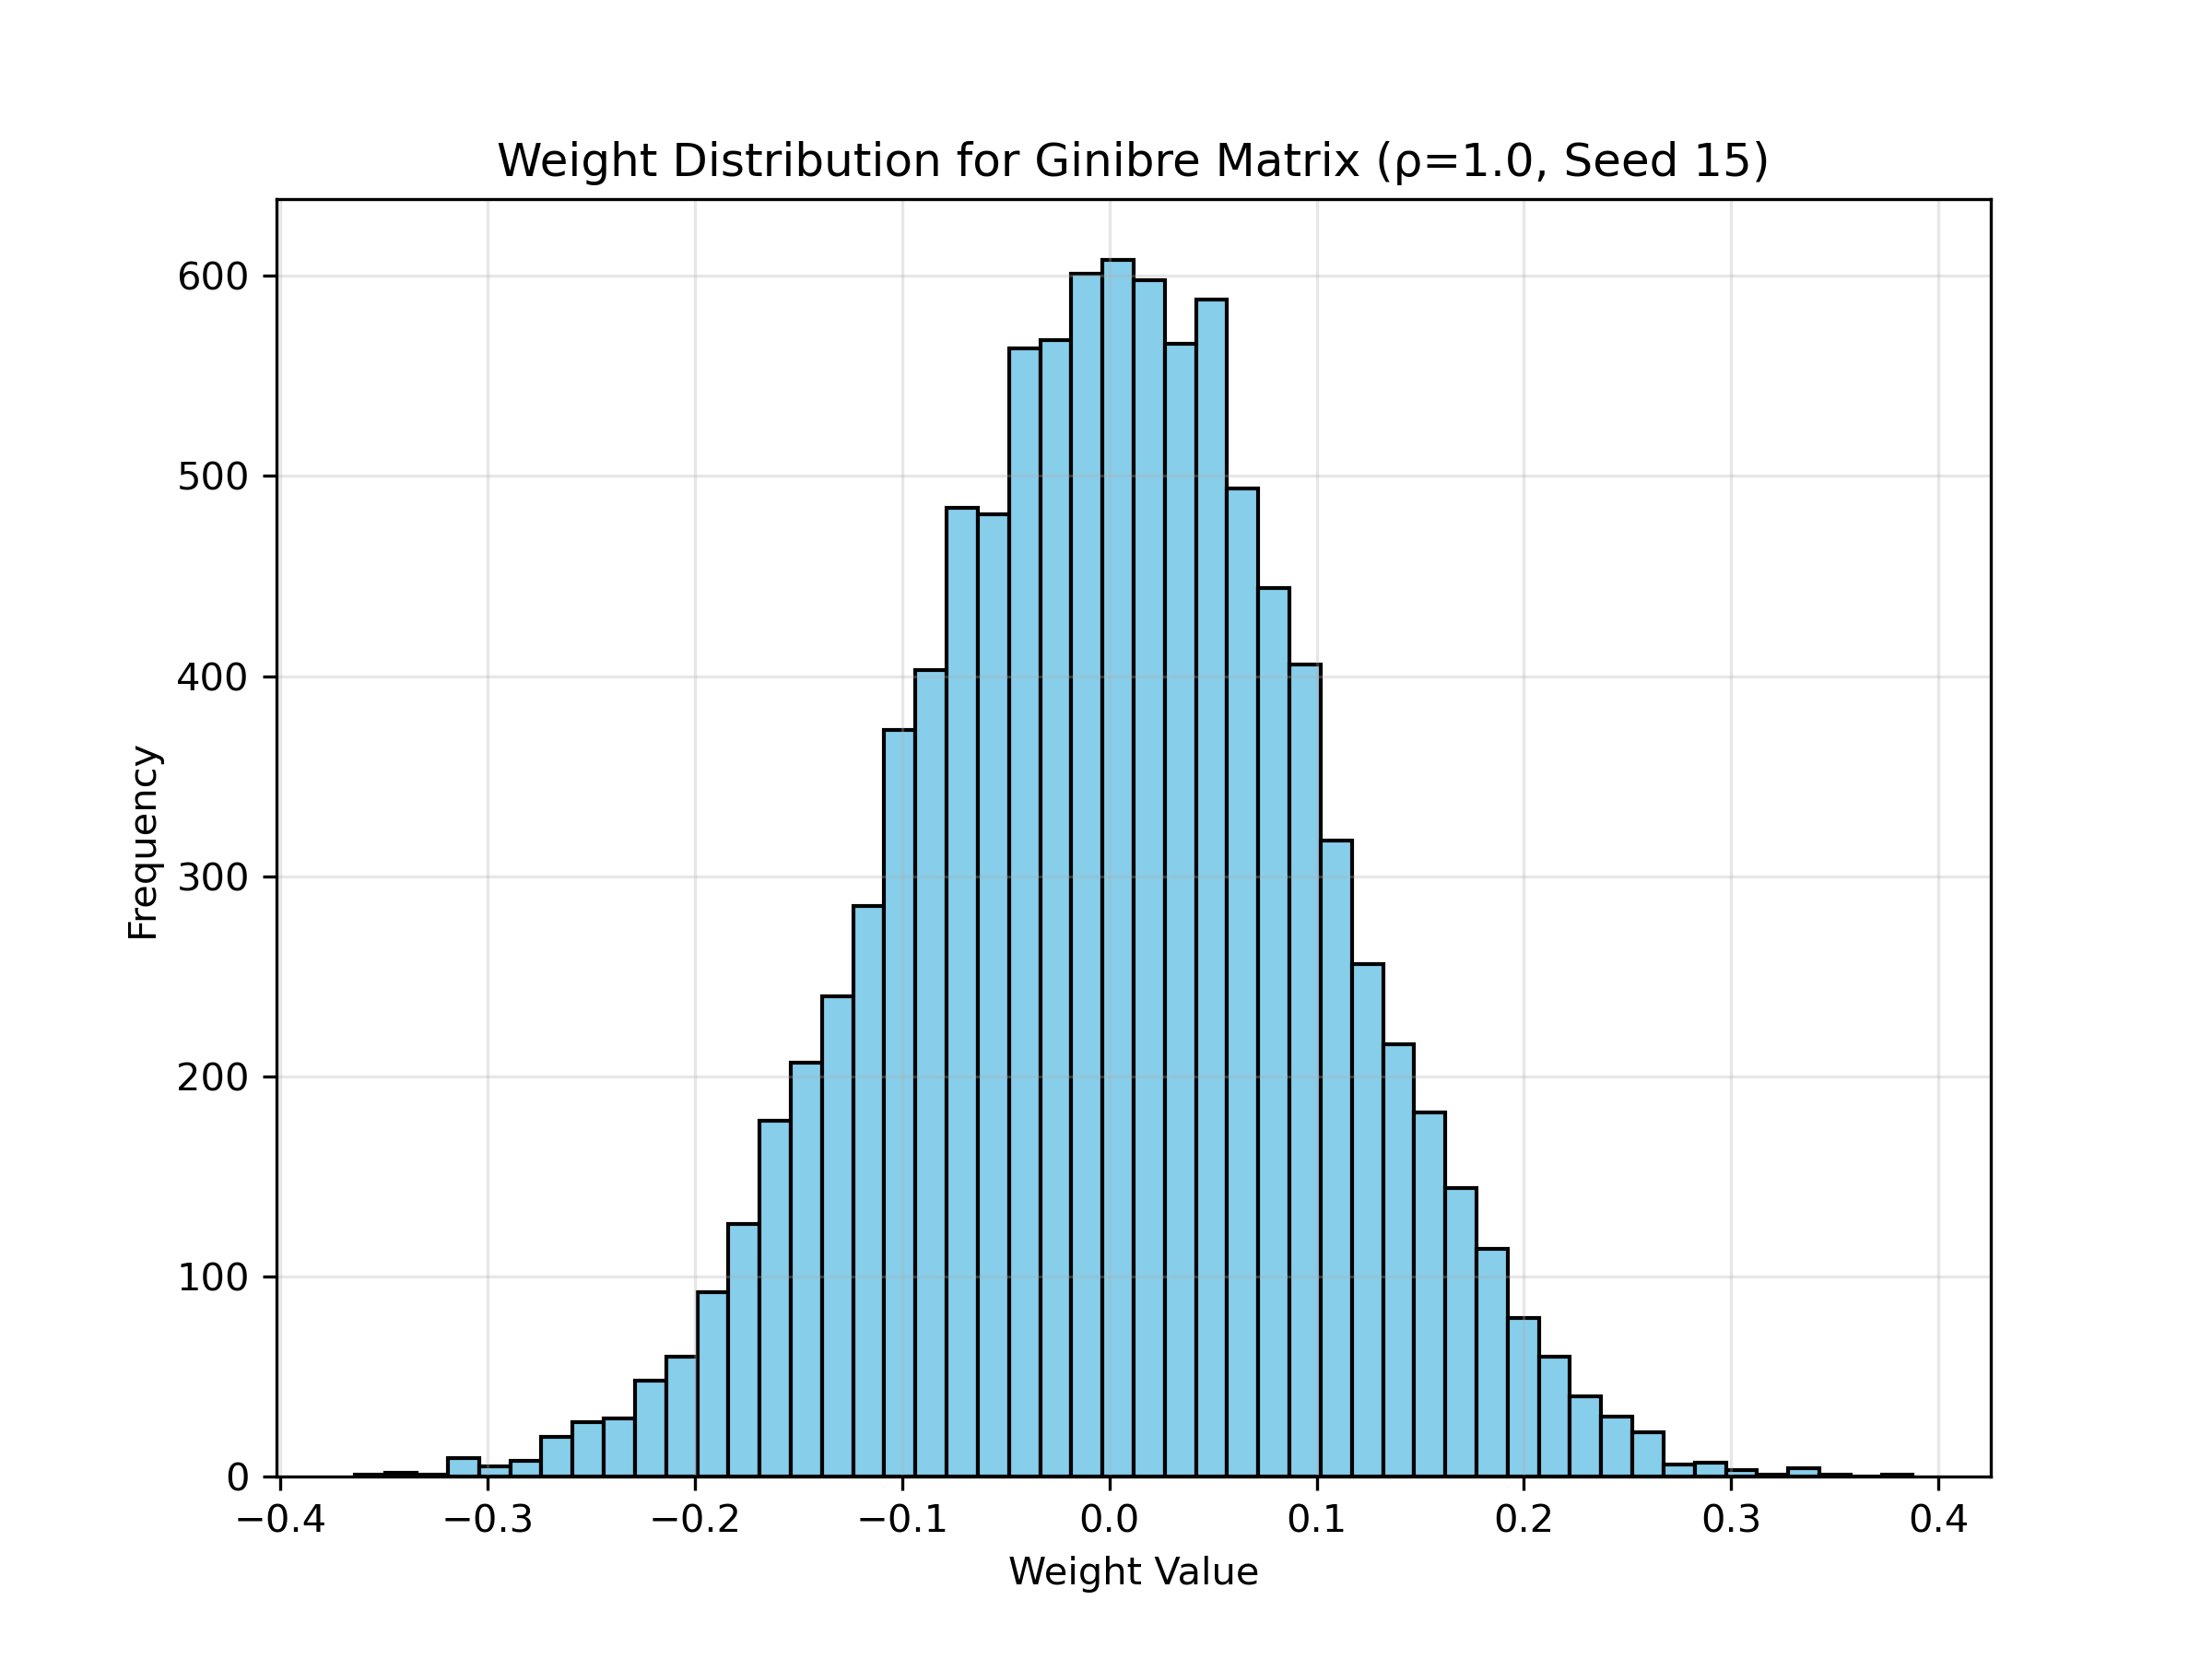 Weight Distribution for Ginibre Matrix (ρ=1.0, Seed 15)
Frequency
600
500
400
300
200
100
0
−0.4 −0.3 −0.2 −0.1 0.0 0.1 0.2 0.3 0.4
Weight Value